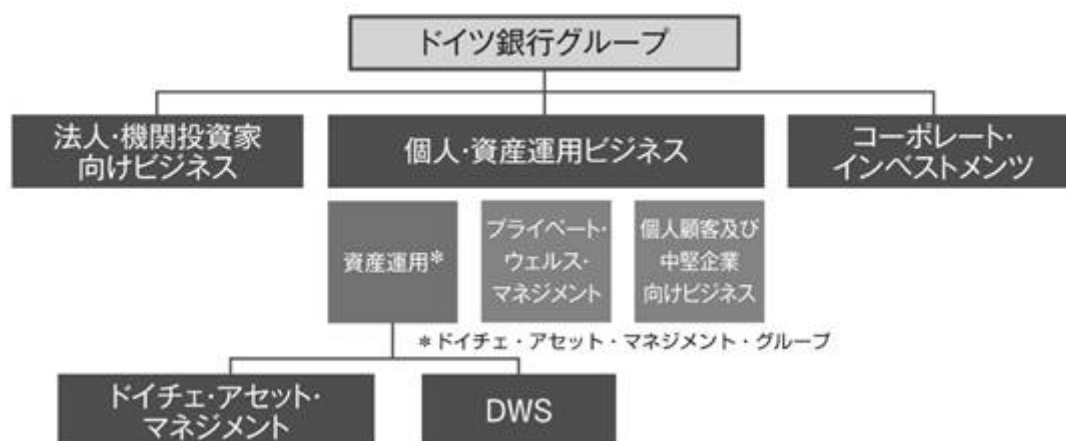 ドイツ銀行グループ
法人・機関投資家
向けビジネス
個人・資産運用ビジネス
コーポレート・
インベストメンツ
資産運用*
プライベート・
ウェルス・
マネジメント
個人顧客及び
中堅企業
向けビジネス
*ドイチェ・アセット・マネジメント・グループ
ドイチェ・アセット・
マネジメント
DWS